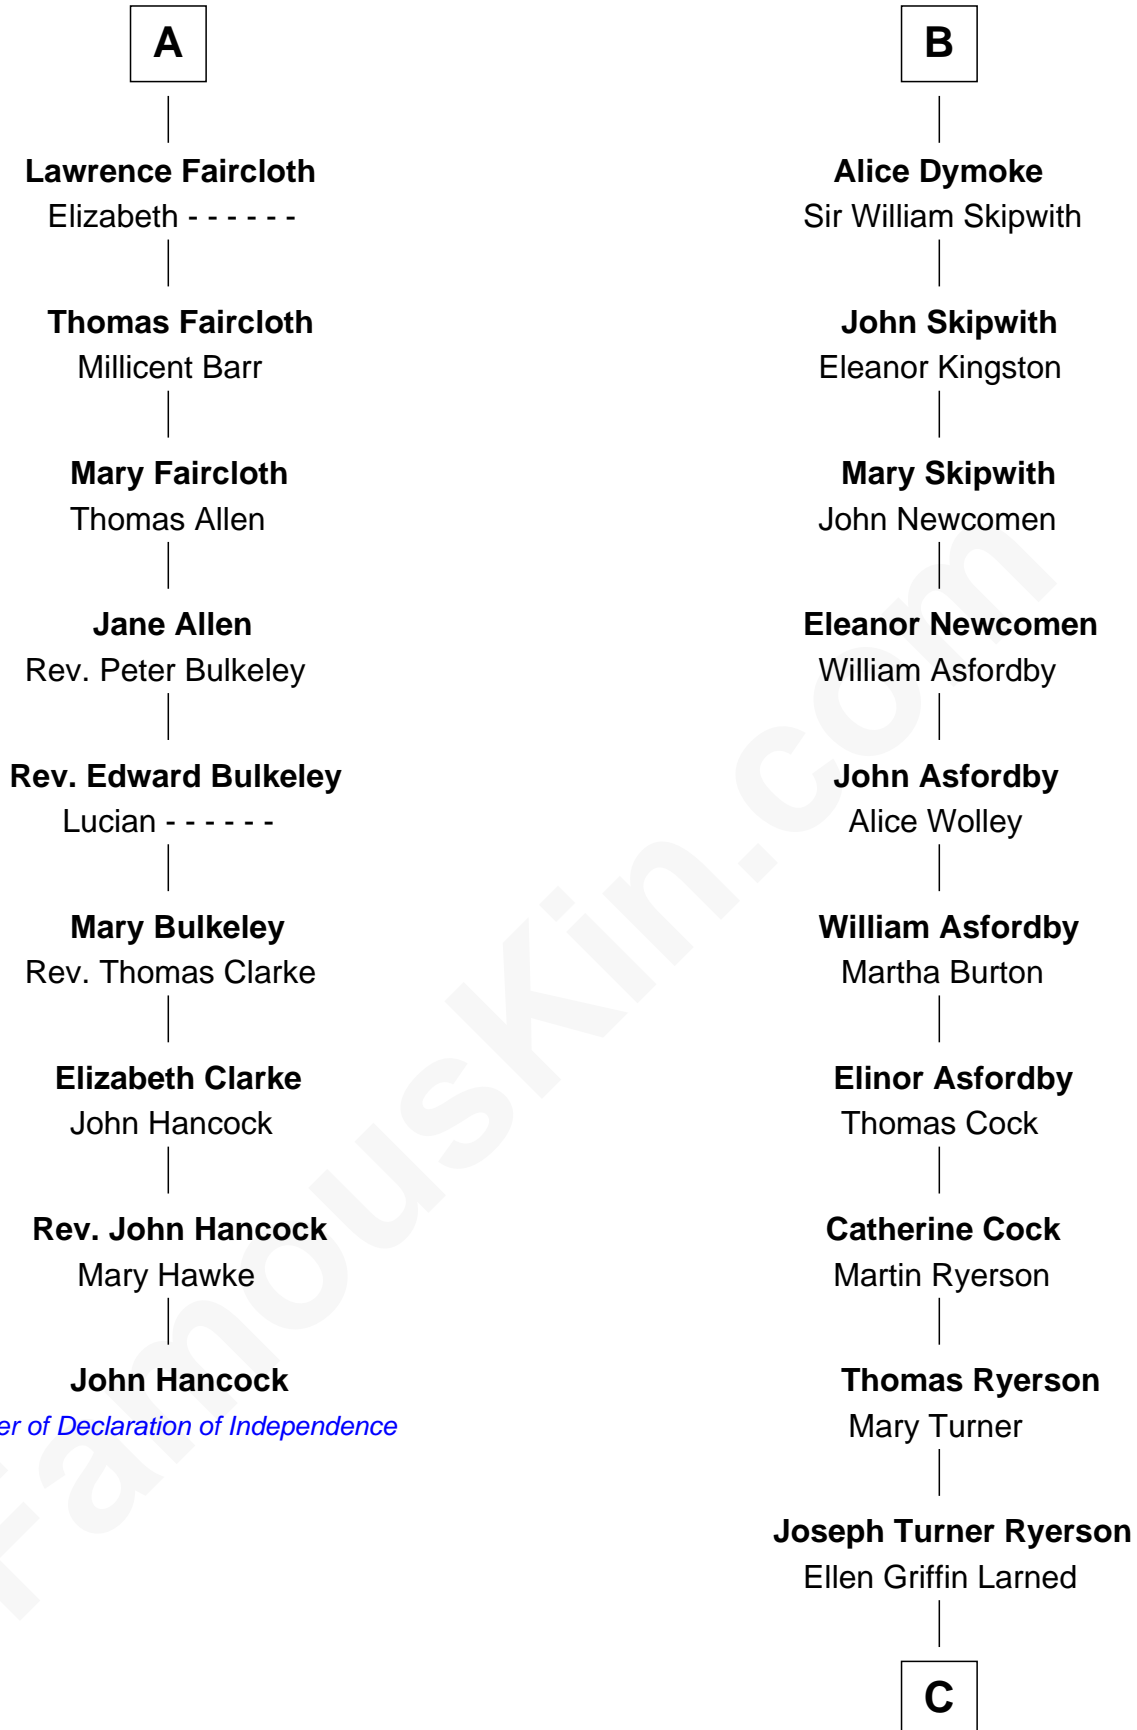 A
Lawrence Faircloth
Elizabeth - - - - - -
Thomas Faircloth
Millicent Barr
Mary Faircloth
Thomas Allen
Jane Allen
Rev. Peter Bulkeley
Rev. Edward Bulkeley
Lucian - - - - - -
Mary Bulkeley
Rev. Thomas Clarke
Elizabeth Clarke
John Hancock
Rev. John Hancock
Mary Hawke
John Hancock
er of Declaration of Independence
B
Alice Dymoke
Sir William Skipwith
John Skipwith
Eleanor Kingston
Mary Skipwith
John Newcomen
Eleanor Newcomen
William Asfordby
John Asfordby
Alice Wolley
William Asfordby
Martha Burton
Elinor Asfordby
Thomas Cock
Catherine Cock
Martin Ryerson
Thomas Ryerson
Mary Turner
Joseph Turner Ryerson
Ellen Griffin Larned
C
FamousKin.com